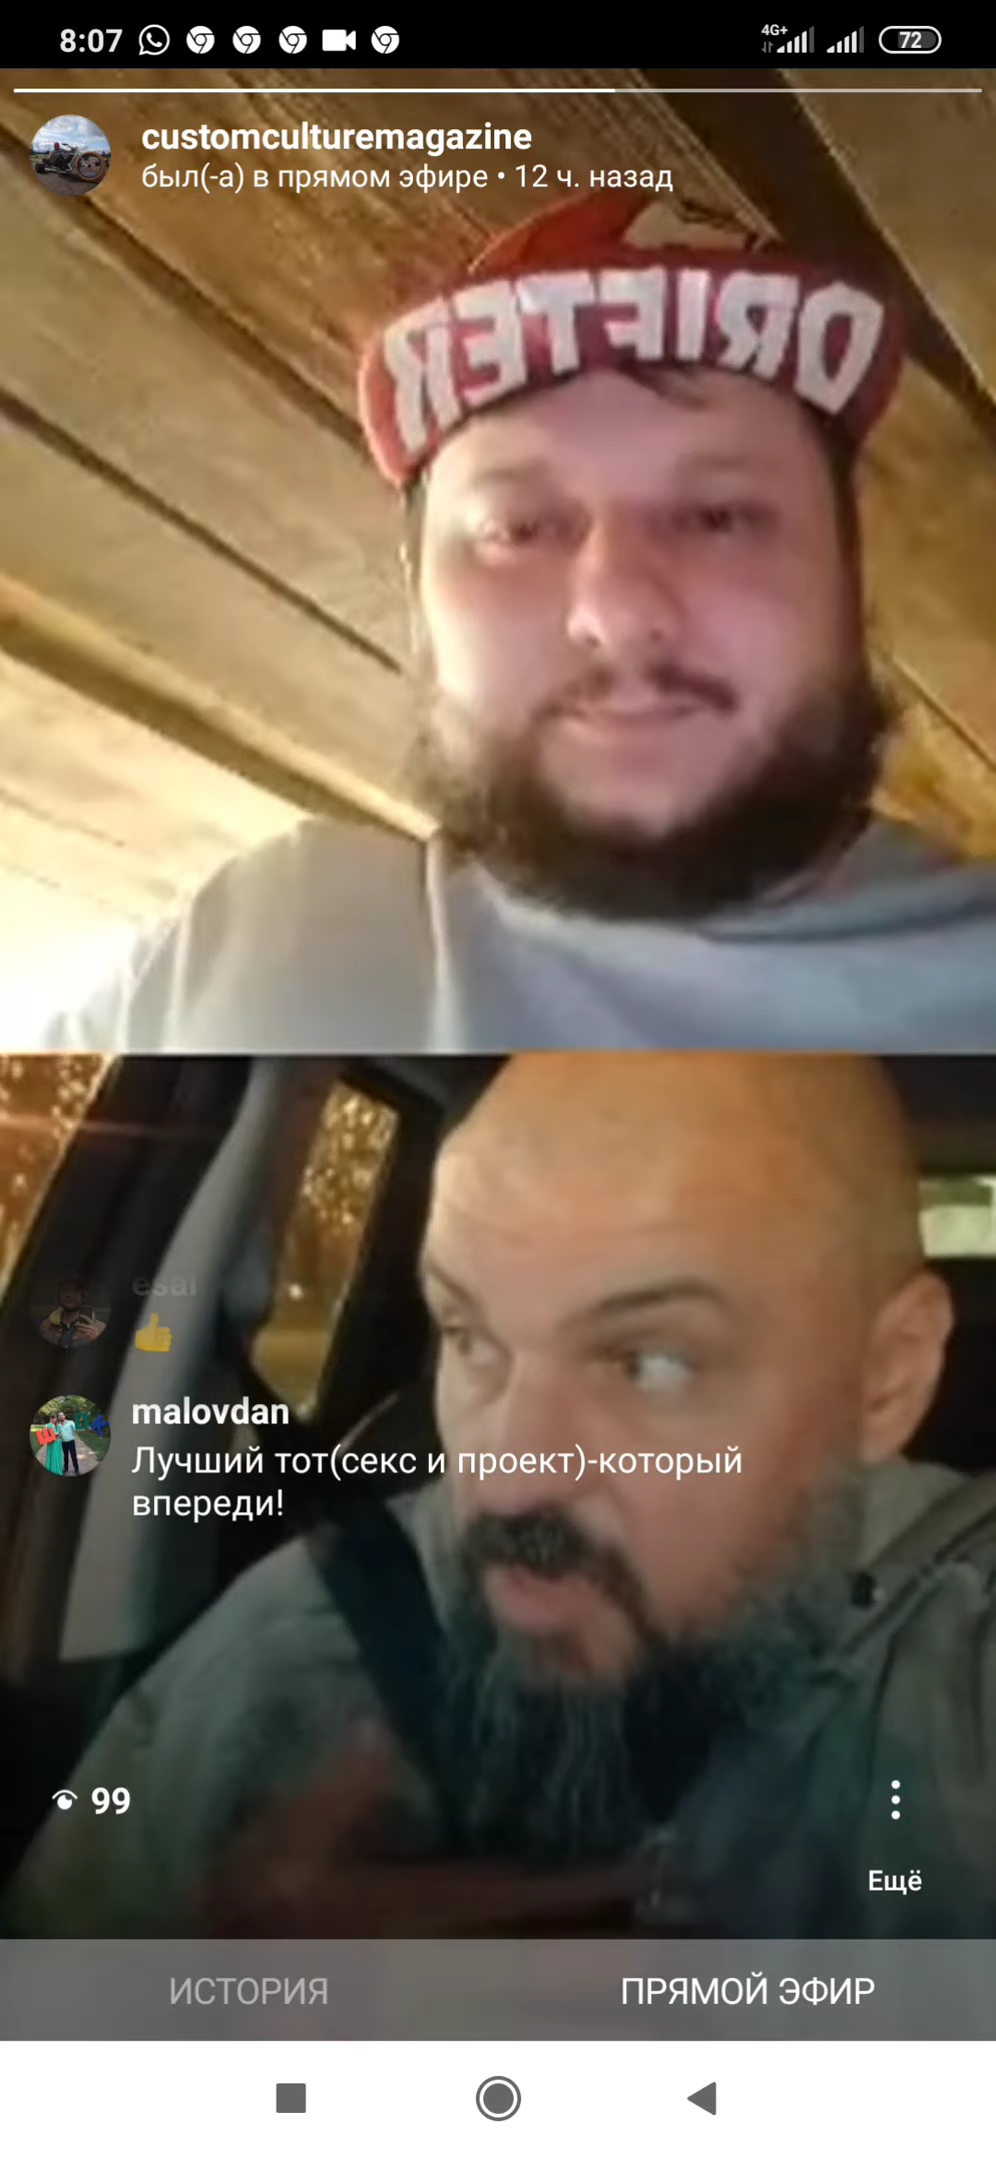 8:07
4G+
72
customculturemagazine
был(-а) в прямом эфире • 12 ч. назад
DRIFTER
esai
👍
malovdan
Лучший тот(секс и проект)-который
впереди!
99
Ещё
ИСТОРИЯ
ПРЯМОЙ ЭФИР